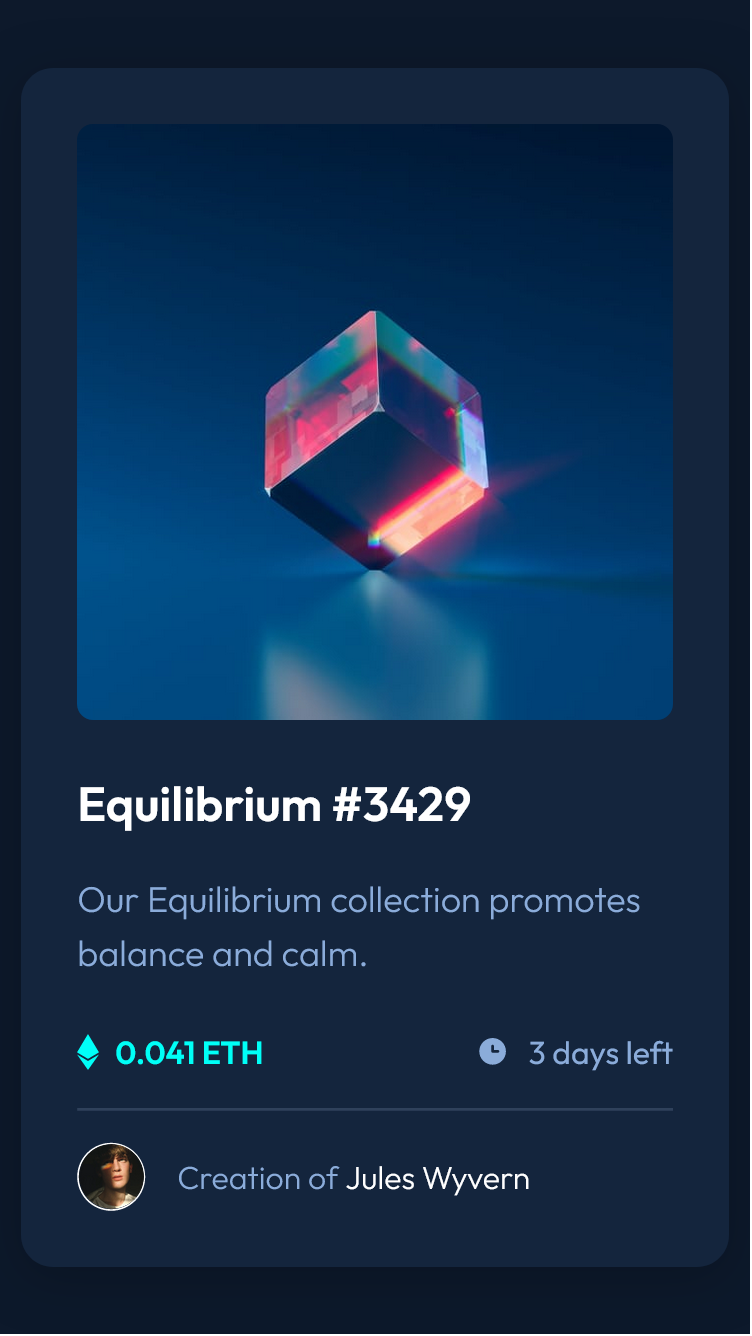 Equilibrium #3429
Our Equilibrium collection promotes
balance and calm.
0.041 ETH
3 days left
Creation of Jules Wyvern